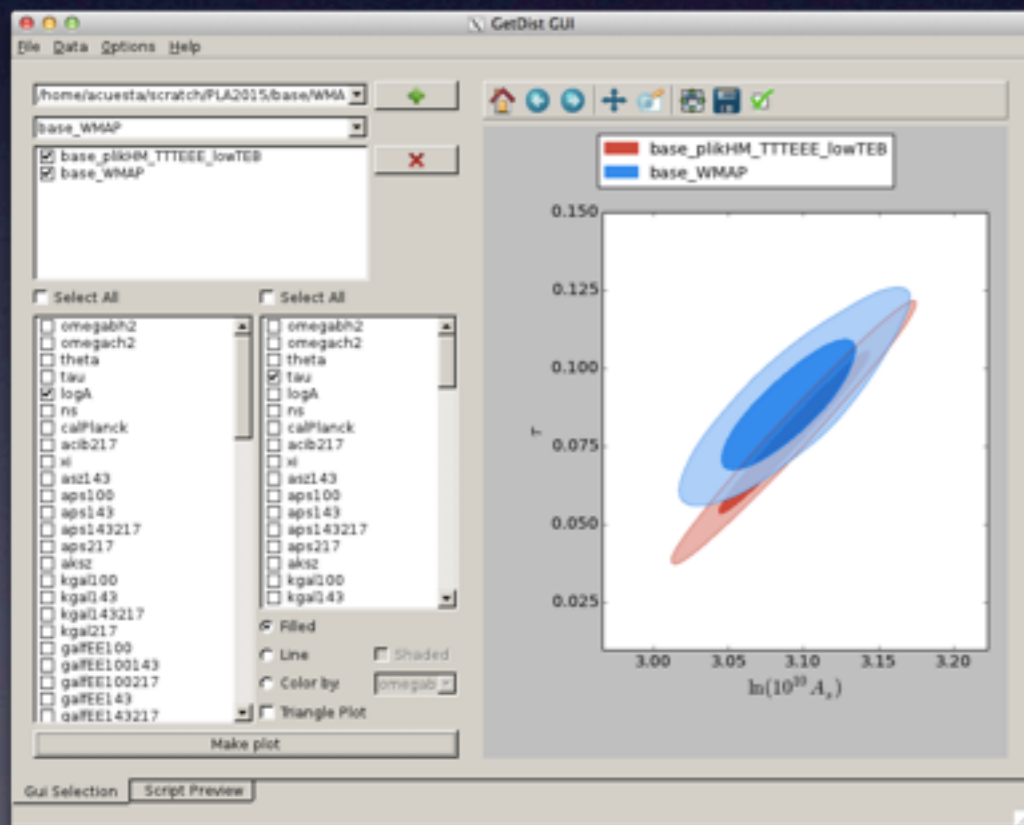 GetDist GUI
File Data Options Help
/home/acuesta/scratch/PLA2015/base/WMA
base_WMAP
base_plikHM_TTTEEE_lowTEB
base_WMAP
Select All
Select All
omegabh2
omegach2
theta
tau
logA
ns
calPlanck
acib217
xi
asz143
aps100
aps143
aps143217
aps217
aksz
kgal100
kgal143
kgal143217
kgal217
galfEE100
galfEE100143
galfEE100217
galfEE143
galfEE143217
omegabh2
omegach2
theta
tau
logA
ns
calPlanck
acib217
xi
asz143
aps100
aps143
aps143217
aps217
aksz
kgal100
kgal143
Filled
Line
Shaded
Color by:
omegab
Triangle Plot
Make plot
Gui Selection
Script Preview
base_plikHM_TTTEEE_lowTEB
base_WMAP
0.150
0.125
0.100
0.075
0.050
0.025
τ
3.00 3.05 3.10 3.15 3.20
ln(10¹⁰ Aₛ)